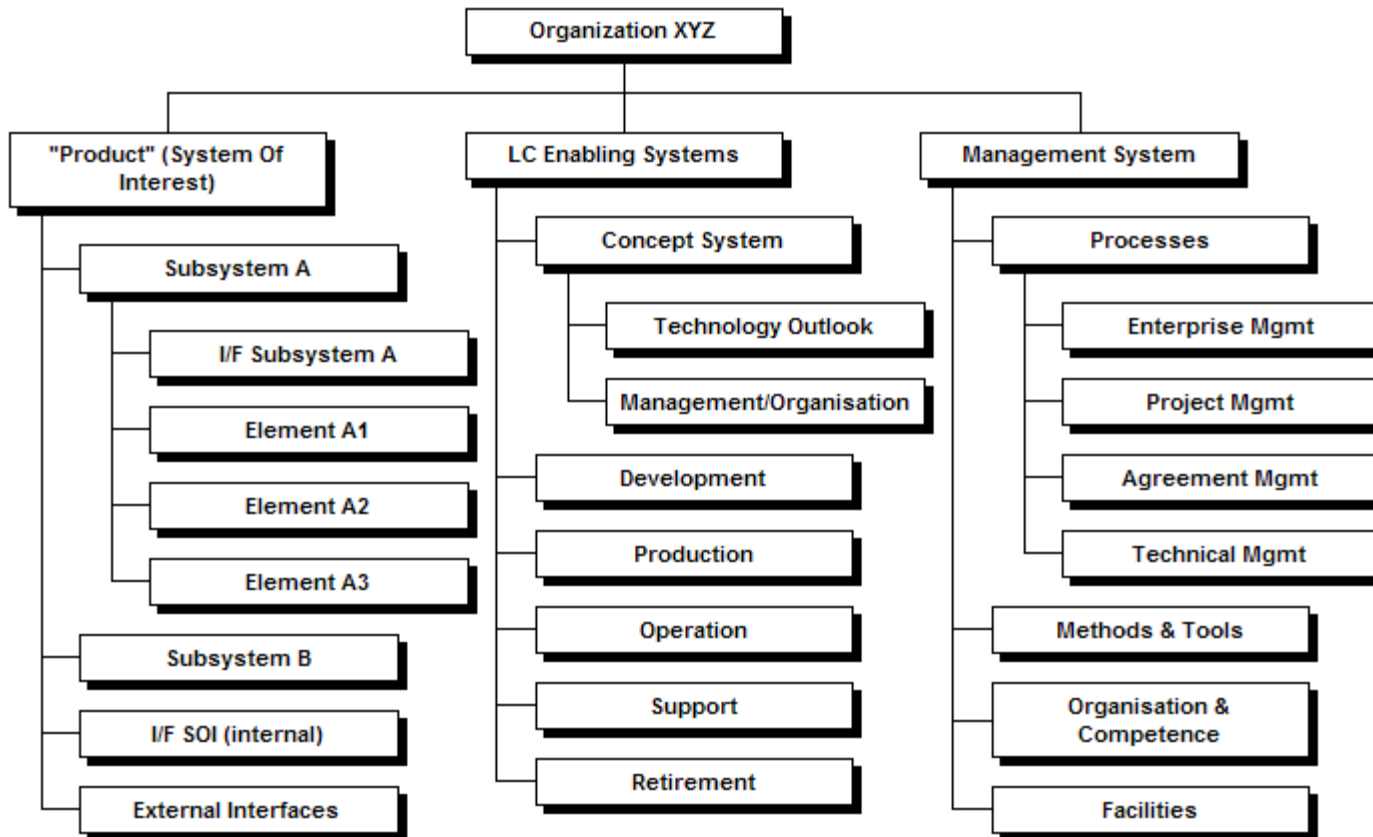 Organization XYZ
"Product" (System Of
Interest)
Subsystem A
I/F Subsystem A
Element A1
Element A2
Element A3
Subsystem B
I/F SOI (internal)
External Interfaces
LC Enabling Systems
Concept System
Technology Outlook
Management/Organisation
Development
Production
Operation
Support
Retirement
Management System
Processes
Enterprise Mgmt
Project Mgmt
Agreement Mgmt
Technical Mgmt
Methods & Tools
Organisation &
Competence
Facilities